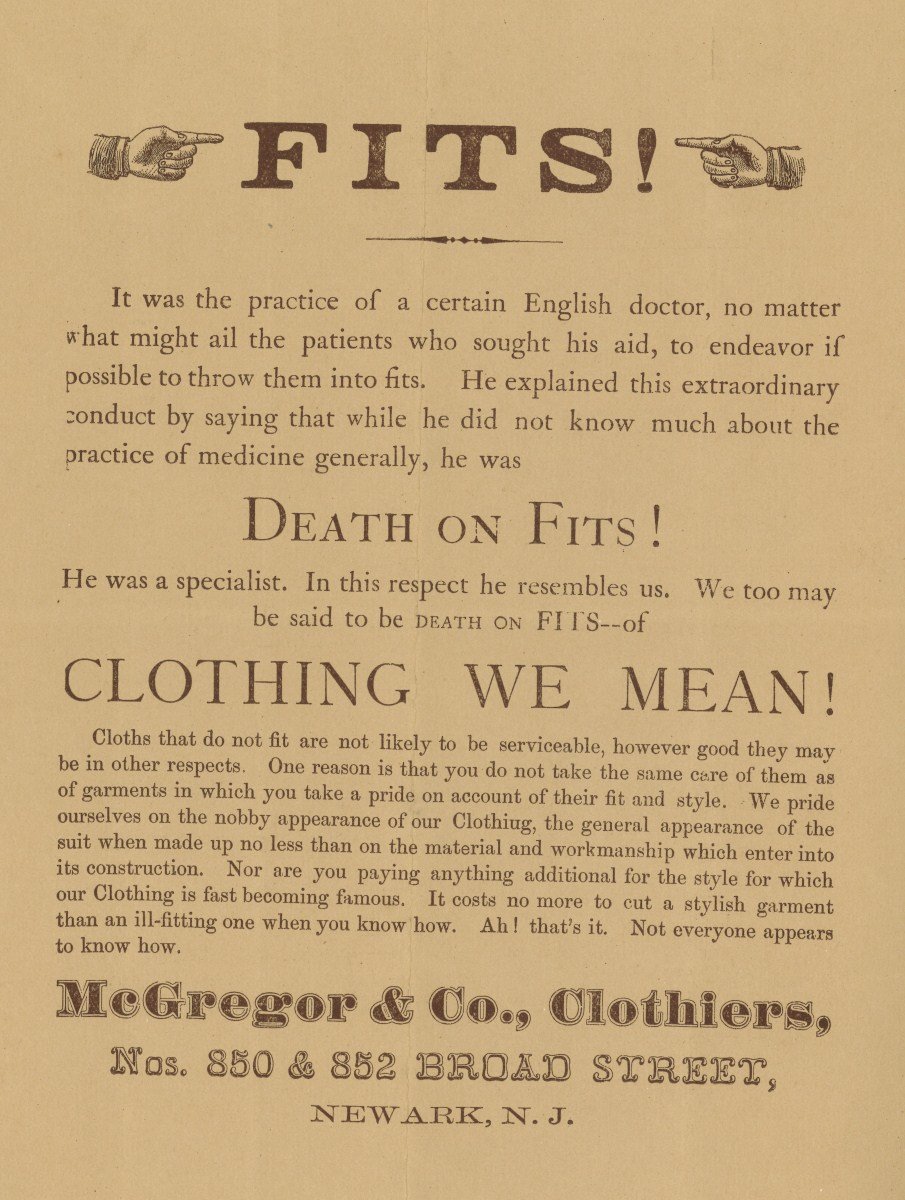 FITS!
It was the practice of a certain English doctor, no matter
what might ail the patients who sought his aid, to endeavor if
possible to throw them into fits. He explained this extraordinary
conduct by saying that while he did not know much about the
practice of medicine generally, he was
DEATH ON FITS!
He was a specialist. In this respect he resembles us. We too may
be said to be DEATH ON FITS--of
CLOTHING WE MEAN!
Cloths that do not fit are not likely to be serviceable, however good they may
be in other respects. One reason is that you do not take the same care of them as
of garments in which you take a pride on account of their fit and style. We pride
ourselves on the nobby appearance of our Clothiug, the general appearance of the
suit when made up no less than on the material and workmanship which enter into
its construction. Nor are you paying anything additional for the style for which
our Clothing is fast becoming famous. It costs no more to cut a stylish garment
than an ill-fitting one when you know how. Ah! that's it. Not everyone appears
to know how.
McGregor & Co., Clothiers,
Nos. 850 & 852 BROAD STREET,
NEWARK, N. J.